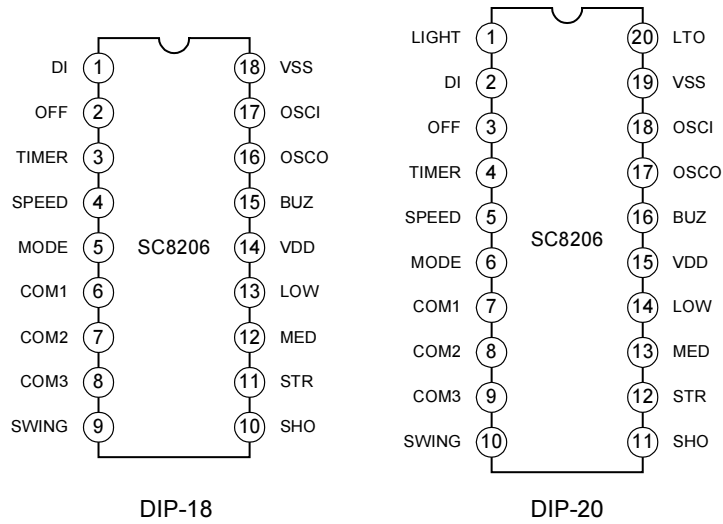 DI 1 18 VSS
OFF 2 17 OSCI
TIMER 3 16 OSCO
SPEED 4 15 BUZ
MODE 5 SC8206 14 VDD
COM1 6 13 LOW
COM2 7 12 MED
COM3 8 11 STR
SWING 9 10 SHO
DIP-18
LIGHT 1 20 LTO
DI 2 19 VSS
OFF 3 18 OSCI
TIMER 4 17 OSCO
SPEED 5 16 BUZ
SC8206
MODE 6 15 VDD
COM1 7 14 LOW
COM2 8 13 MED
COM3 9 12 STR
SWING 10 11 SHO
DIP-20